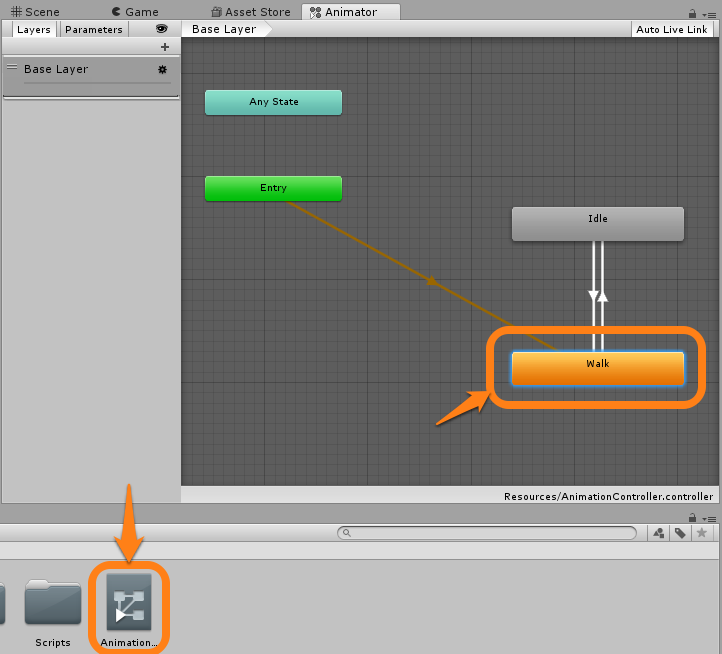 Scene Game Asset Store Animator
Layers Parameters Base Layer Auto Live Link
Base Layer
Any State
Entry
Idle
Walk
Resources/AnimationController.controller
Scripts Animation...